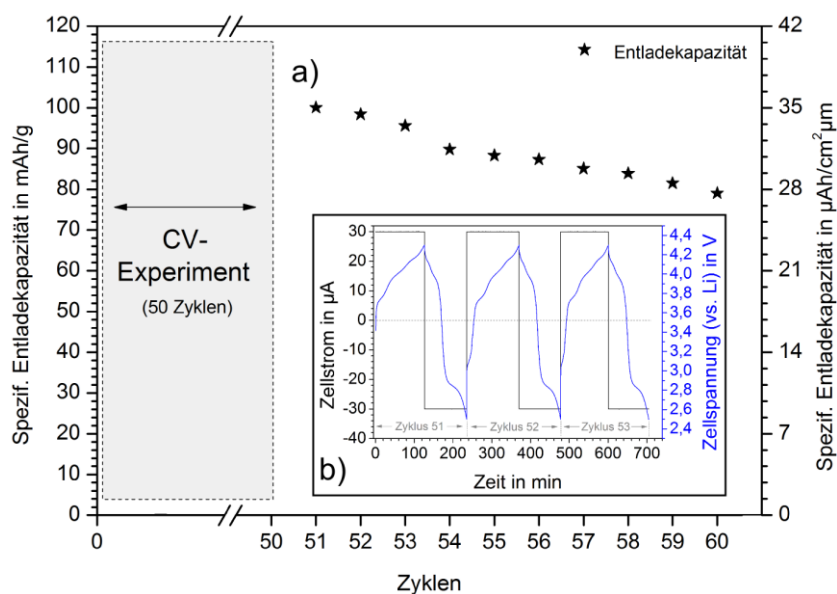 a)
Entladekapazität
Spezif. Entladekapazität in mAh/g
120
110
100
90
80
70
60
50
40
30
20
10
0
CV-
Experiment
(50 Zyklen)
Spezif. Entladekapazität in µAh/cm²µm
42
35
28
21
14
7
0
Zellstrom in µA
30
20
10
0
-10
-20
-30
-40
Zellspannung (vs. Li) in V
4,4
4,2
4,0
3,8
3,6
3,4
3,2
3,0
2,8
2,6
2,4
Zyklus 51
Zyklus 52
Zyklus 53
0 100 200 300 400 500 600 700
b)
Zeit in min
0 50 51 52 53 54 55 56 57 58 59 60
Zyklen